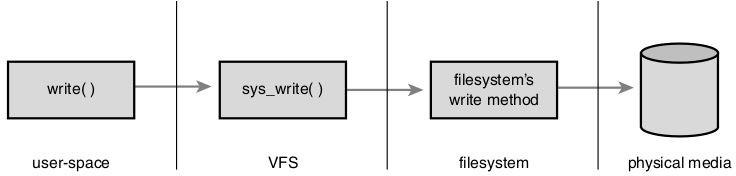 write( )
sys_write( )
filesystem's
write method
user-space
VFS
filesystem
physical media